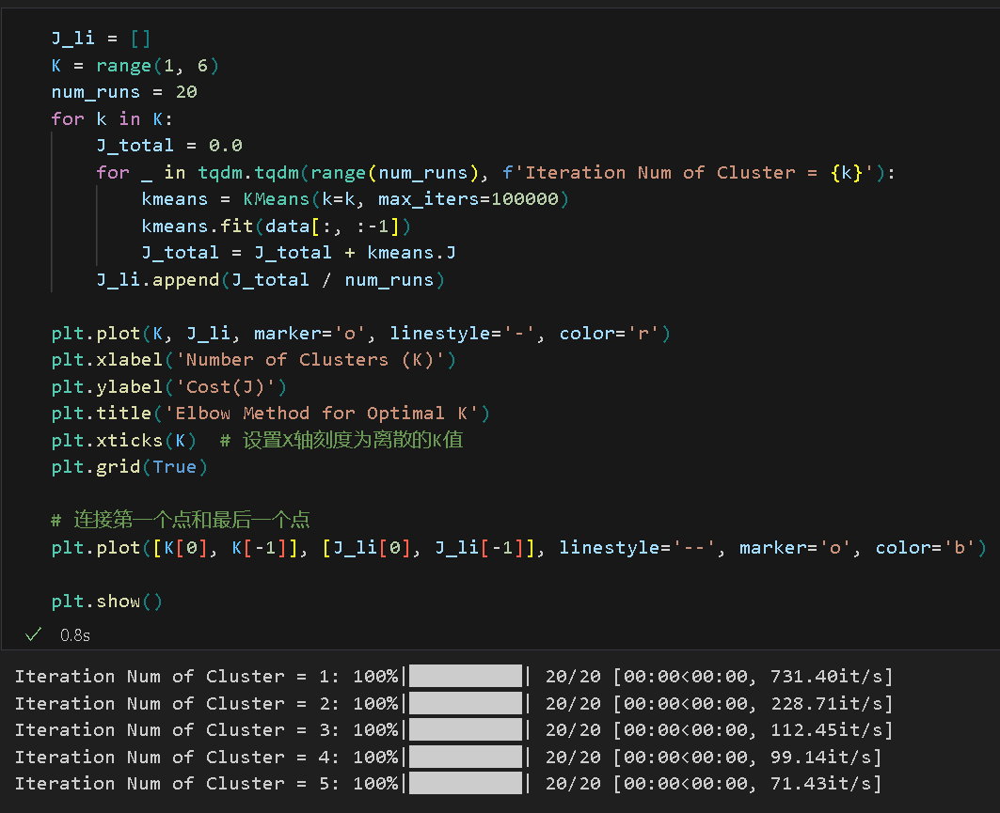 J_li = []
K = range(1, 6)
num_runs = 20
for k in K:
    J_total = 0.0
    for _ in tqdm.tqdm(range(num_runs), f'Iteration Num of Cluster = {k}'):
        kmeans = KMeans(k=k, max_iters=100000)
        kmeans.fit(data[:, :-1])
        J_total = J_total + kmeans.J
    J_li.append(J_total / num_runs)
plt.plot(K, J_li, marker='o', linestyle='-', color='r')
plt.xlabel('Number of Clusters (K)')
plt.ylabel('Cost(J)')
plt.title('Elbow Method for Optimal K')
plt.xticks(K)  # 设置X轴刻度为离散的K值
plt.grid(True)
# 连接第一个点和最后一个点
plt.plot([K[0], K[-1]], [J_li[0], J_li[-1]], linestyle='--', marker='o', color='b')
plt.show()
✓ 0.8s
Iteration Num of Cluster = 1: 100%|██████████| 20/20 [00:00<00:00, 731.40it/s]
Iteration Num of Cluster = 2: 100%|██████████| 20/20 [00:00<00:00, 228.71it/s]
Iteration Num of Cluster = 3: 100%|██████████| 20/20 [00:00<00:00, 112.45it/s]
Iteration Num of Cluster = 4: 100%|██████████| 20/20 [00:00<00:00, 99.14it/s]
Iteration Num of Cluster = 5: 100%|██████████| 20/20 [00:00<00:00, 71.43it/s]